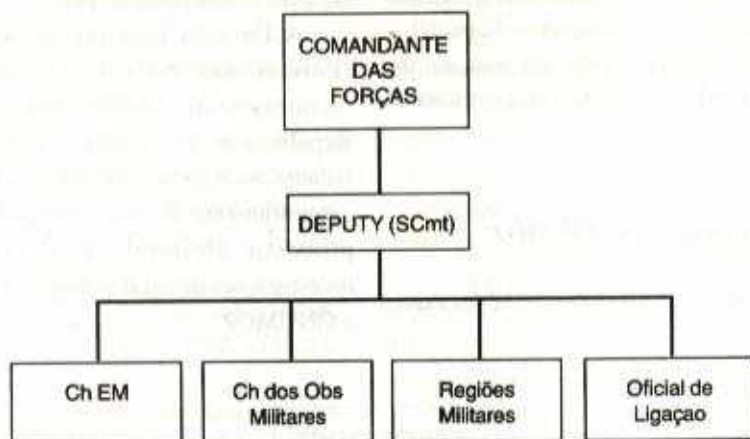 COMANDANTE
DAS
FORÇAS
DEPUTY (SCmt)
Ch EM
Ch dos Obs
Militares
Regiões
Militares
Oficial de
Ligaçao